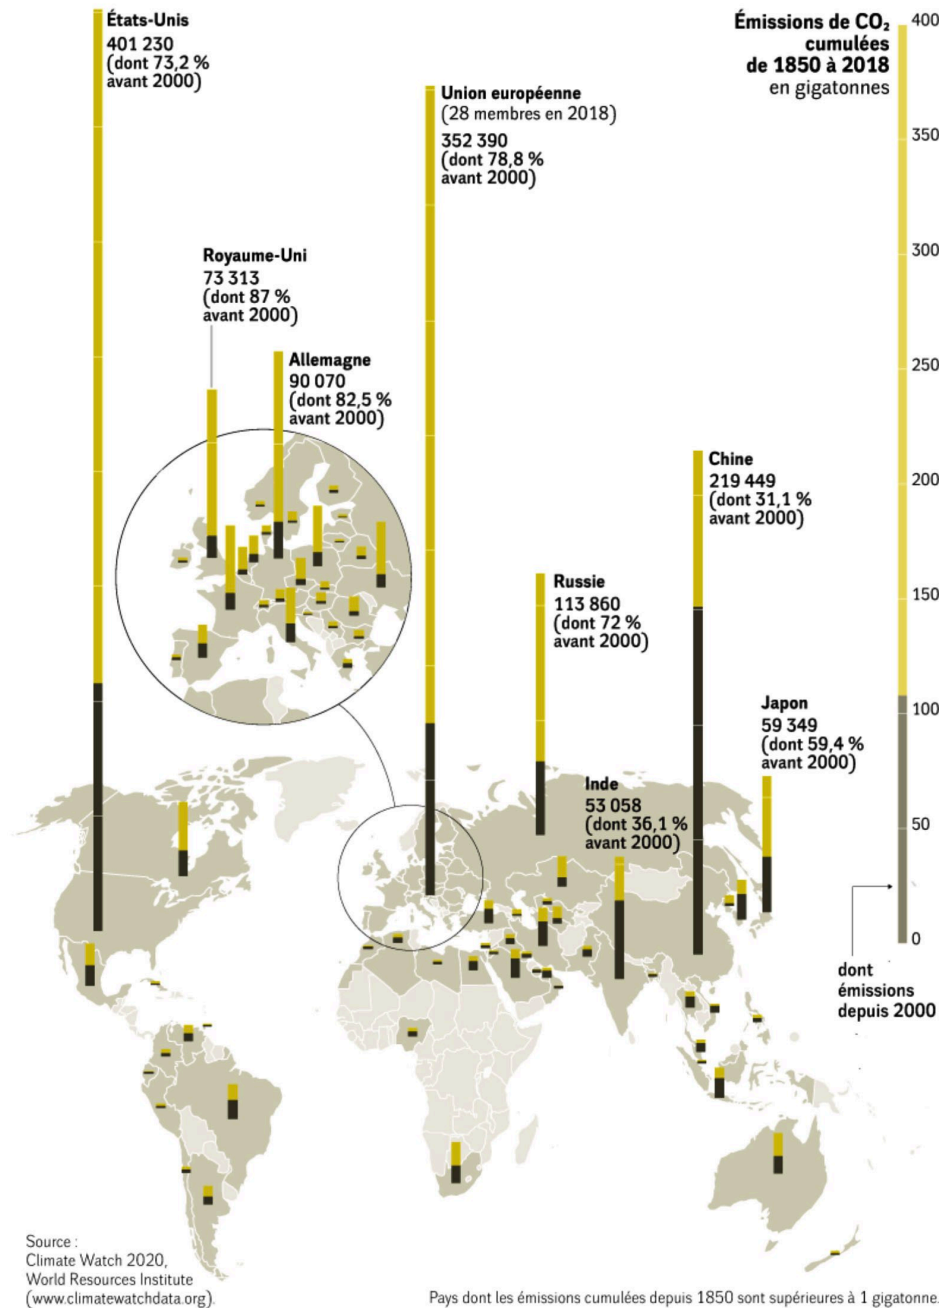 États-Unis
401 230
(dont 73,2 %
avant 2000)
Émissions de CO₂
cumulées
de 1850 à 2018
en gigatonnes
400
350
300
250
200
150
100
50
0
dont
émissions
depuis 2000
Union européenne
(28 membres en 2018)
352 390
(dont 78,8 %
avant 2000)
Royaume-Uni
73 313
(dont 87 %
avant 2000)
Allemagne
90 070
(dont 82,5 %
avant 2000)
Chine
219 449
(dont 31,1 %
avant 2000)
Russie
113 860
(dont 72 %
avant 2000)
Japon
59 349
(dont 59,4 %
avant 2000)
Inde
53 058
(dont 36,1 %
avant 2000)
Source :
Climate Watch 2020,
World Resources Institute
(www.climatewatchdata.org).
Pays dont les émissions cumulées depuis 1850 sont supérieures à 1 gigatonne.